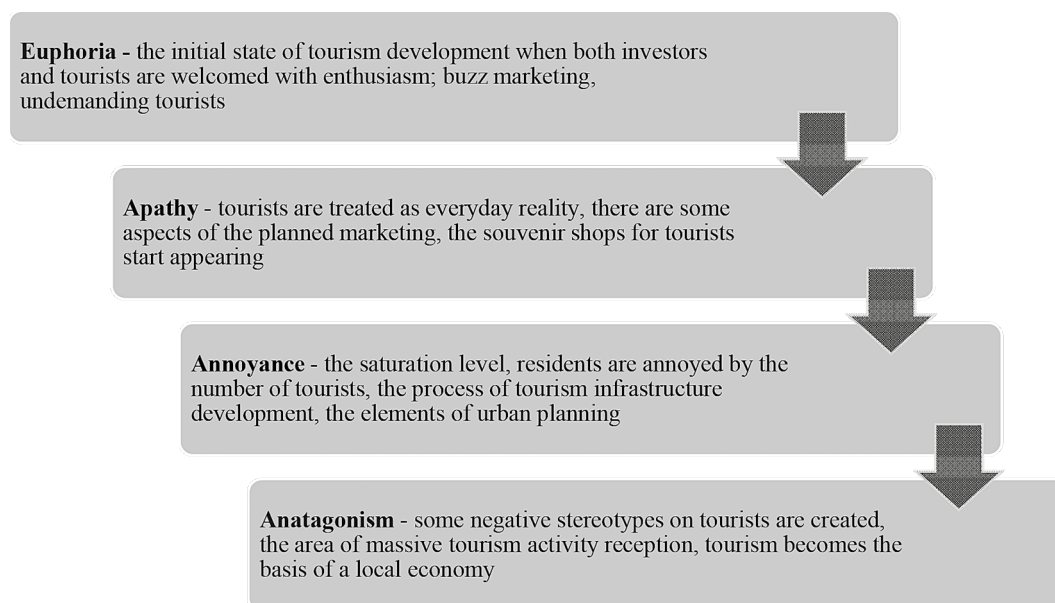 Euphoria - the initial state of tourism development when both investors
and tourists are welcomed with enthusiasm; buzz marketing,
undemanding tourists
Apathy - tourists are treated as everyday reality, there are some
aspects of the planned marketing, the souvenir shops for tourists
start appearing
Annoyance - the saturation level, residents are annoyed by the
number of tourists, the process of tourism infrastructure
development, the elements of urban planning
Anatagonism - some negative stereotypes on tourists are created,
the area of massive tourism activity reception, tourism becomes the
basis of a local economy